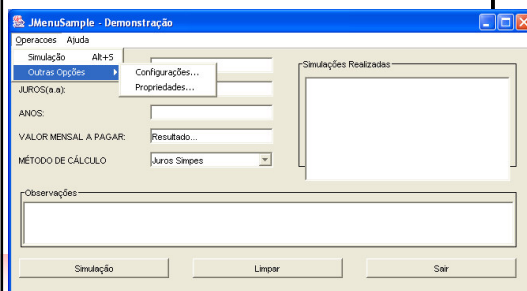 JMenuSample - Demonstração
Operacoes Ajuda
Simulação Alt+S
Outras Opções
Configurações...
Propriedades...
JUROS(a.a):
ANOS:
VALOR MENSAL A PAGAR: Resultado...
MÉTODO DE CÁLCULO Juros Simpes
Simulações Realizadas
Observações
Simulação Limpar Sair